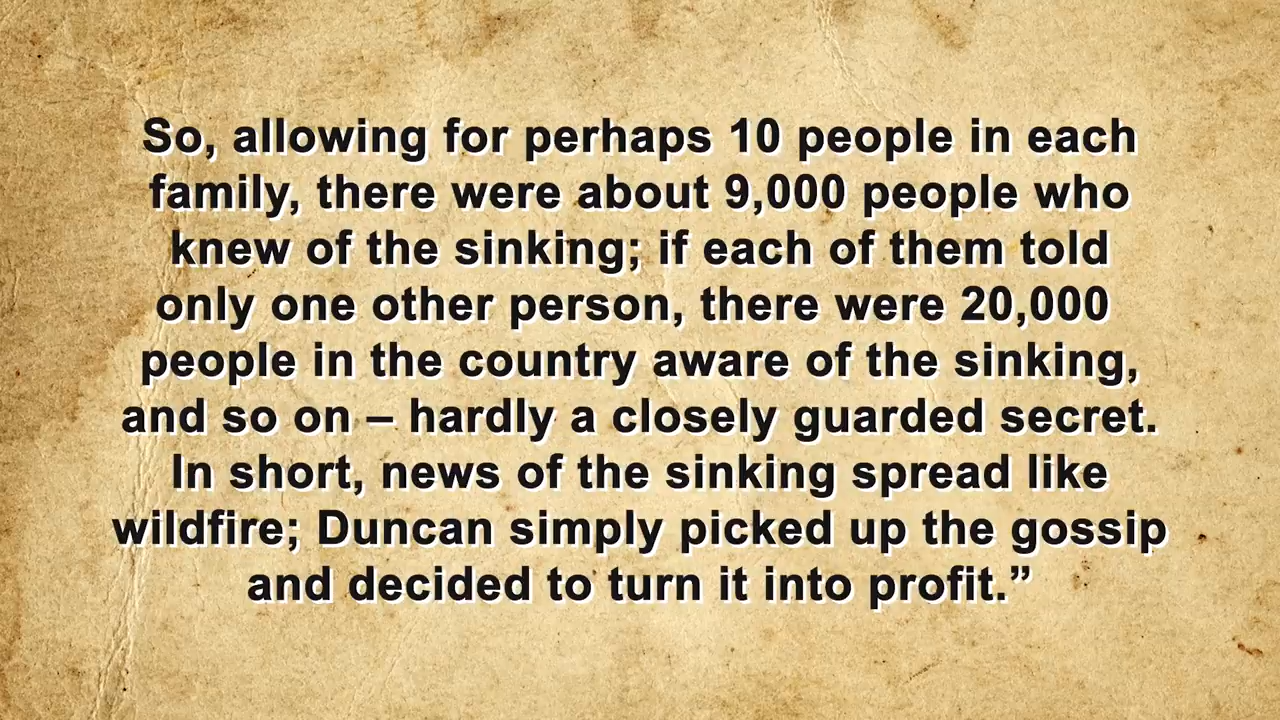 So, allowing for perhaps 10 people in each
family, there were about 9,000 people who
knew of the sinking; if each of them told
only one other person, there were 20,000
people in the country aware of the sinking,
and so on – hardly a closely guarded secret.
In short, news of the sinking spread like
wildfire; Duncan simply picked up the gossip
and decided to turn it into profit.”